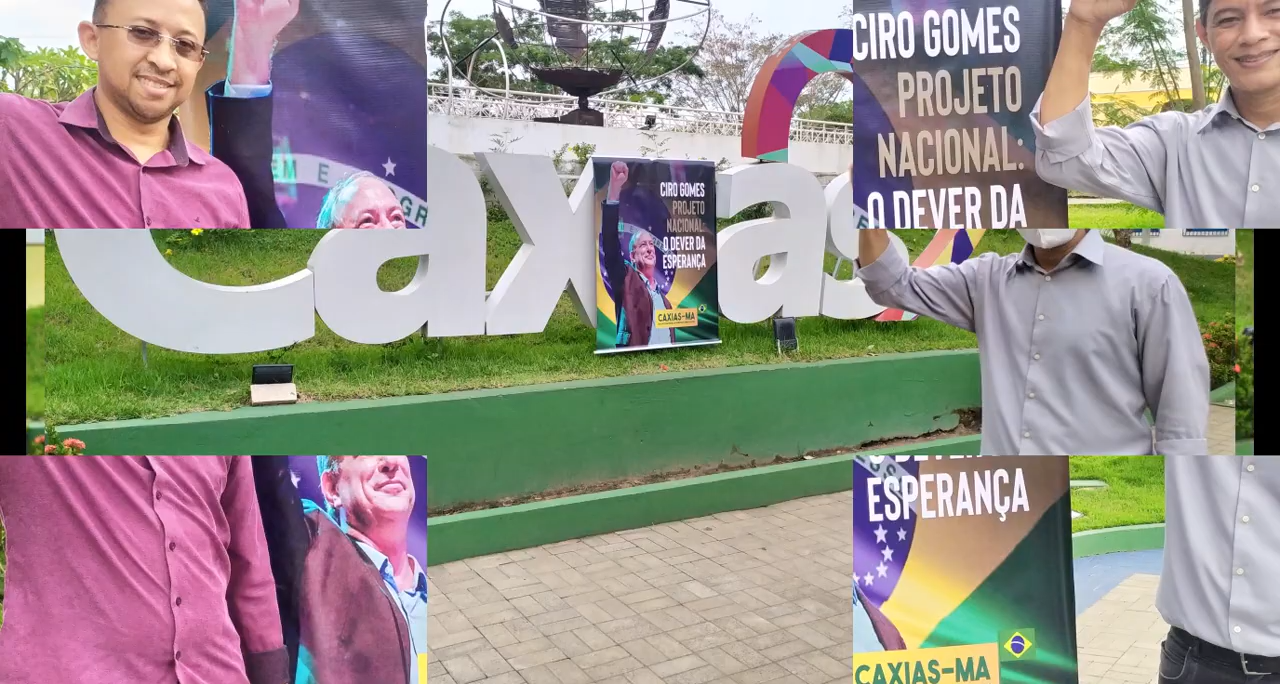 CIRO GOMES
PROJETO
NACIONAL:
O DEVER DA
Caxias
CIRO GOMES
PROJETO
NACIONAL:
O DEVER DA
ESPERANÇA
CAXIAS-MA
ESPERANÇA
CAXIAS-MA